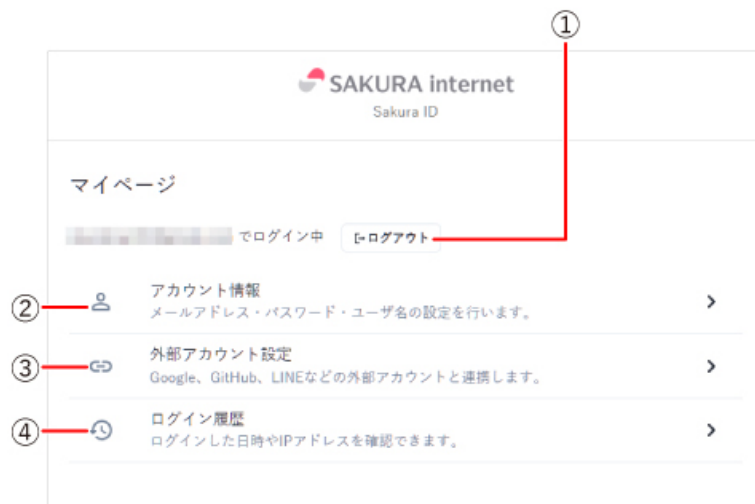 ①
SAKURA internet
Sakura ID
マイページ
でログイン中 ログアウト
② アカウント情報
メールアドレス・パスワード・ユーザ名の設定を行います。
③ 外部アカウント設定
Google、GitHub、LINEなどの外部アカウントと連携します。
④ ログイン履歴
ログインした日時やIPアドレスを確認できます。